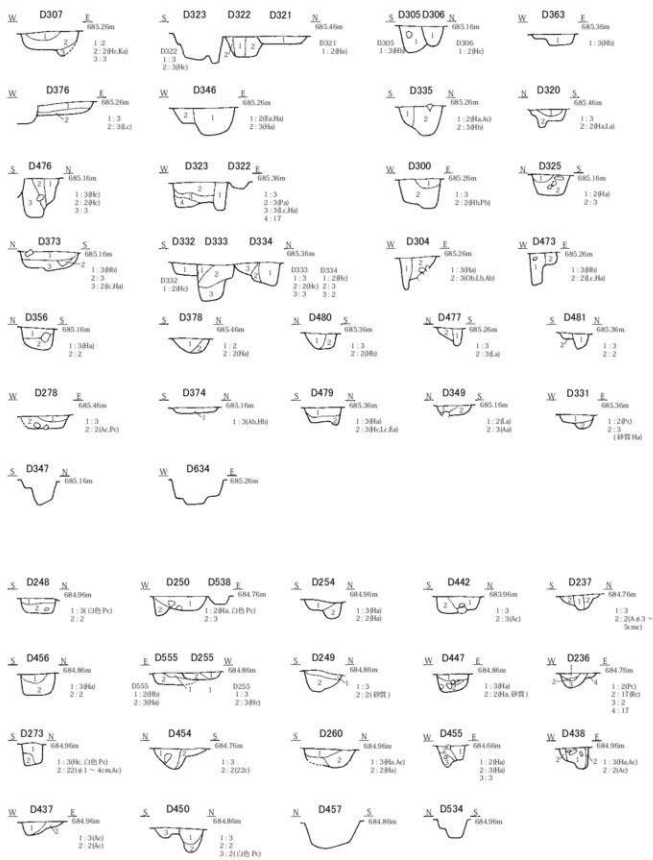 W D307 E
685.26m
1 : 2
2 : 2(Hc,Ka)
3 : 3
S D323 D322 D321 N
685.46m
D322
1 : 3
2 : 3(Hc)
D321
1 : 2(Ha)
S D305 D306 N
685.26m
D305
1 : 3(Hb)
D306
1 : 2(Hc)
W D363 E
685.36m
1 : 3(Hb)
W D376 E
685.26m
1 : 3
2 : 3(Lc)
W D346 E
685.26m
1 : 2(Ea,Ha)
2 : 3(Ha)
S D335 N
685.26m
1 : 2(Ha,Ac)
2 : 3(Hb)
N D320 S
685.46m
1 : 3
2 : 2(Ha,La)
S D476 N
685.16m
1 : 3(Hc)
2 : 2(Hc)
3 : 3
W D323 D322 E
685.36m
1 : 3
2 : 3(Pa)
3 : 3(Lc,Ha)
4 : 17
W D300 E
685.26m
1 : 3
2 : 2(Hb,Pb)
N D325 S
685.16m
1 : 2(Ha)
2 : 3
N D373 S
685.16m
1 : 3(Hb)
2 : 3
3 : 2(Ic,Ha)
S D332 D333 D334 N
685.36m
D332
1 : 2(Hc)
D333
1 : 3
2 : 2(Hc)
3 : 3
D334
1 : 2(Hc)
2 : 3
3 : 2
W D304 E
685.36m
1 : 3(Ha)
2 : 3(Ob,Lb,Ab)
W D473 E
685.26m
1 : 3(Hb)
2 : 2(Lc,Ha)
N D356 S
685.16m
1 : 3(Ha)
2 : 2
S D378 N
685.46m
1 : 2
2 : 2(Ha)
N D480 S
685.36m
1 : 3
2 : 2(Hb)
N D477 S
685.26m
1 : 3
2 : 3(La)
S D481 N
685.36m
1 : 3
2 : 2
W D278 E
685.46m
1 : 3
2 : 2(Ac,Pc)
S D374 N
685.16m
1 : 3(Ab,Hb)
S D479 N
685.36m
1 : 3(Ha)
2 : 3(Hc,Lc,Ea)
N D349 S
685.16m
1 : 2(La)
2 : 3(Aa)
W D331 E
685.36m
1 : 2(Pc)
2 : 3
(砂質Ha)
S D347 N
685.16m
W D634 E
685.26m
S D248 N
684.96m
1 : 3(白色Pc)
2 : 2
W D250 D538 E
684.76m
1 : 2(Ha,白色Pc)
2 : 3
S D254 N
684.96m
1 : 3(Ha)
2 : 2(Ha)
S D442 N
683.96m
1 : 3
2 : 3(Ac)
S D237 N
684.76m
1 : 3
2 : 2(Aφ3～
5cmc)
S D456 N
684.96m
1 : 3(Ha)
2 : 2
E D555 D255 W
684.86m
D555
1 : 2(Hb)
2 : 3(Ha)
D255
1 : 3
2 : 3(Hc)
S D249 N
684.86m
1 : 3
2 : 2(砂質)
W D447 E
684.86m
1 : 3(Ha)
2 : 2(Ha,砂質)
W D236 E
684.76m
1 : 2(Pc)
2 : 17(Rc)
3 : 2
4 : 17
S D273 N
684.96m
1 : 3(Hc,白色Pc)
2 : 22(φ1～4cm,Ac)
N D454 S
684.76m
1 : 3
2 : 2(22c)
S D260 N
684.96m
1 : 3(Ha,Ac)
2 : 2(Ha)
W D455 E
684.66m
1 : 2(Ha)
2 : 3(Ha)
3 : 3
W D438 E
684.96m
1 : 3(Ha,Ac)
2 : 2(Ac)
W D437 E
684.96m
1 : 3(Ac)
2 : 2(Ac)
S D450 N
684.86m
1 : 3
2 : 2
3 : 2(白色Pc)
N D457 S
684.86m
N D534 S
684.96m